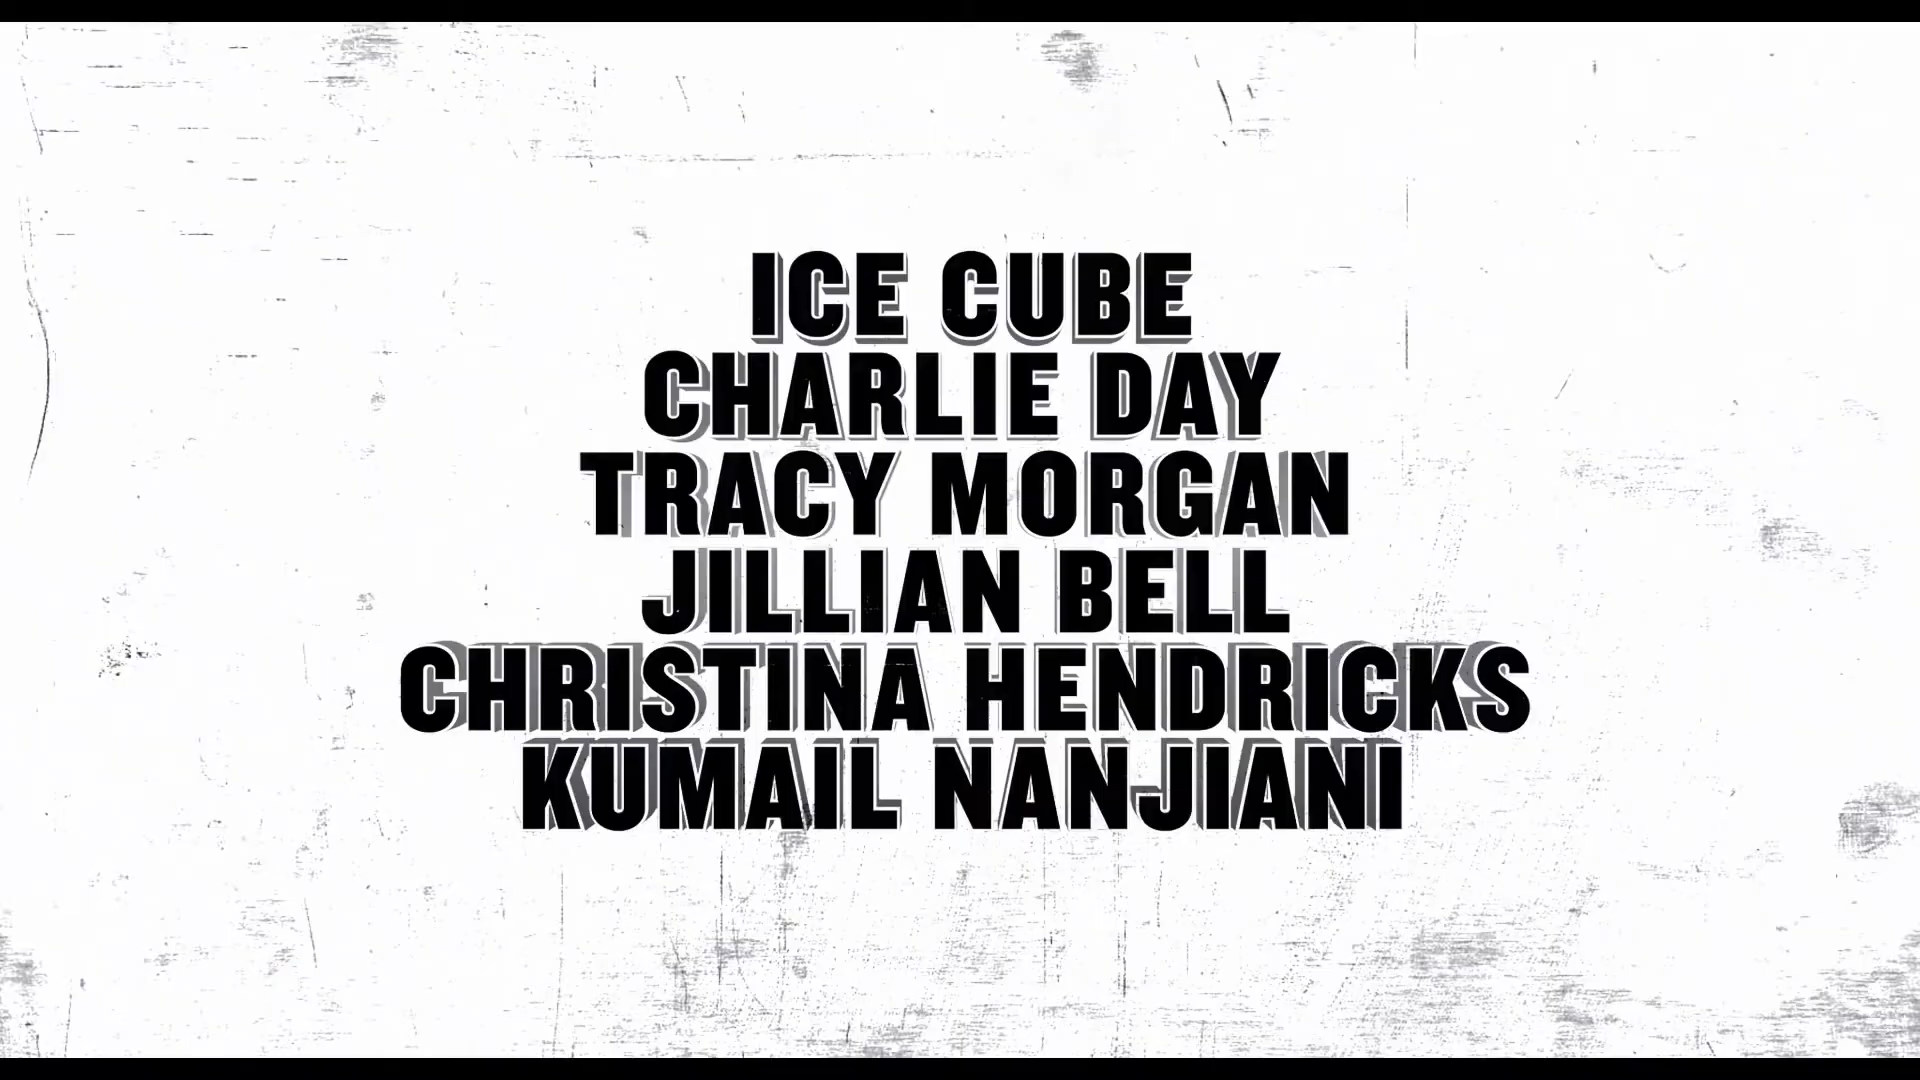 ICE CUBE
CHARLIE DAY
TRACY MORGAN
JILLIAN BELL
CHRISTINA HENDRICKS
KUMAIL NANJIANI